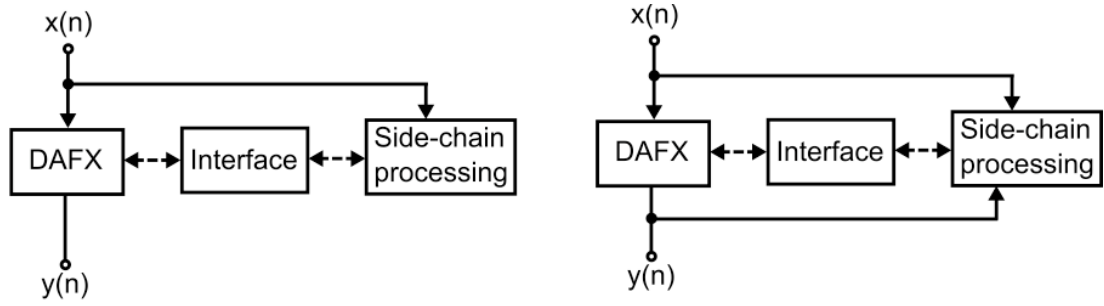 x(n)
DAFX
Interface
Side-chain
processing
y(n)
x(n)
DAFX
Interface
Side-chain
processing
y(n)